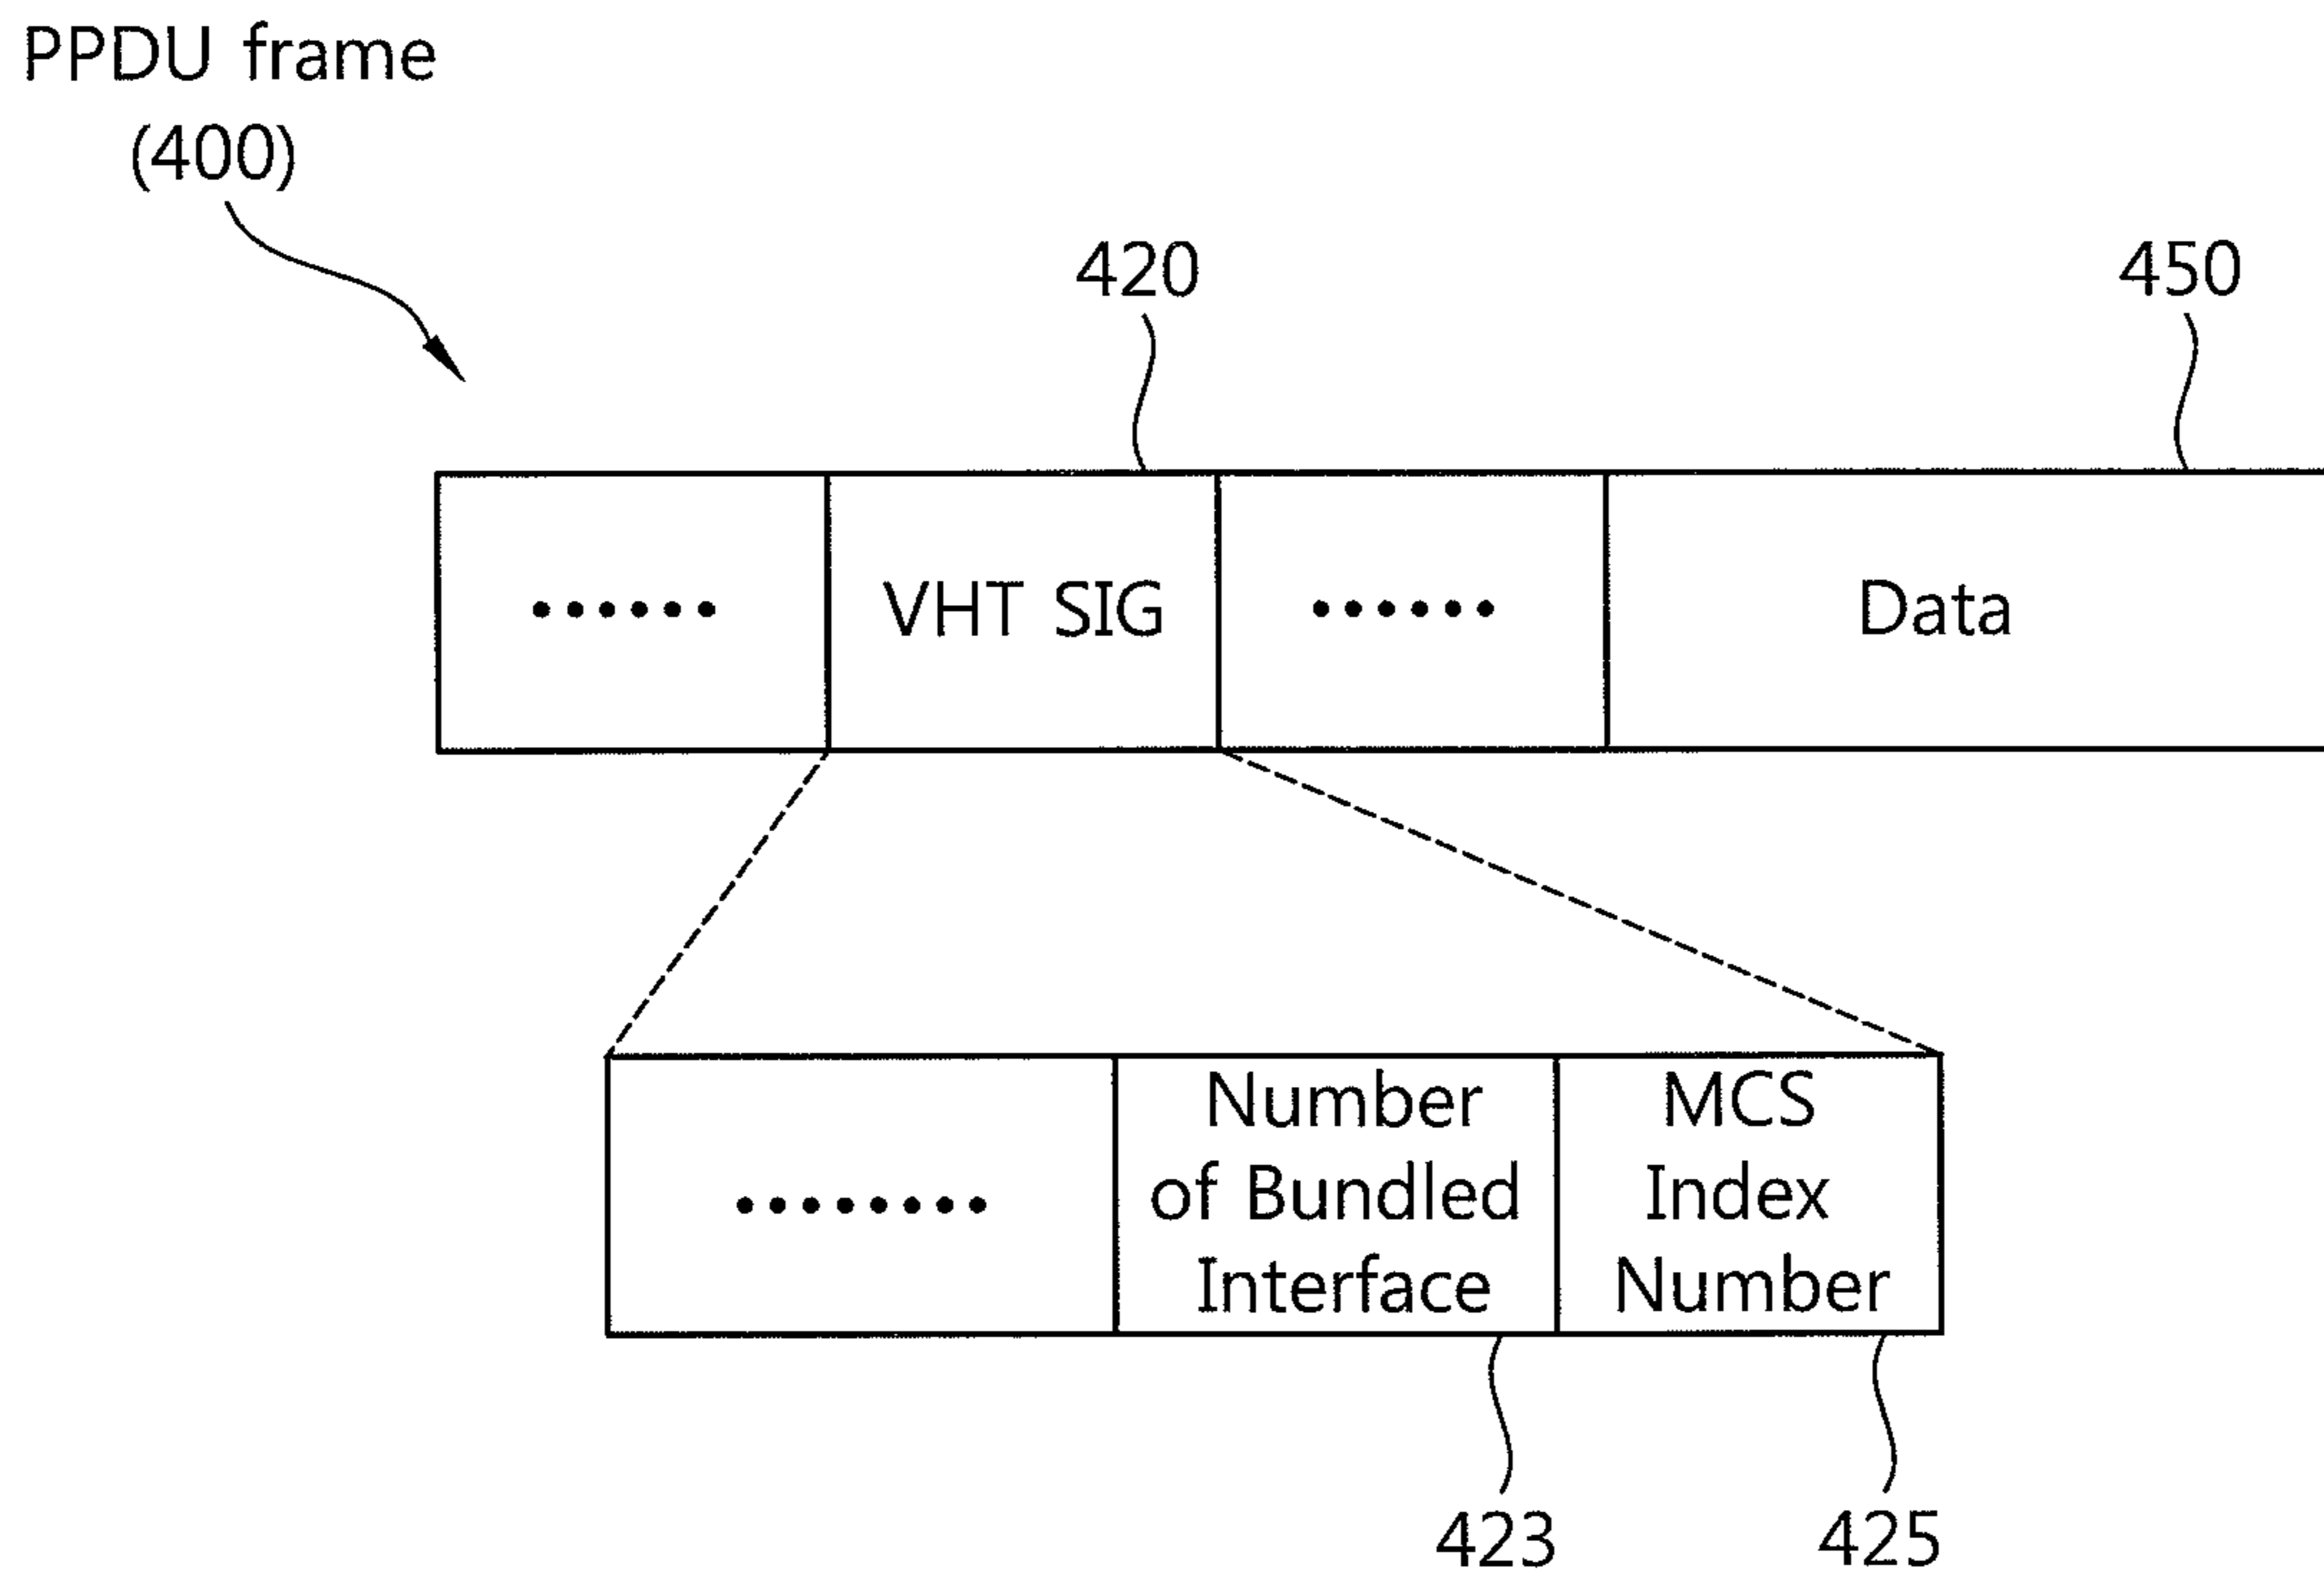 PPDU frame
(400)
420
450
...... VHT SIG ...... Data
........
Number
of Bundled
Interface
MCS
Index
Number
423
425